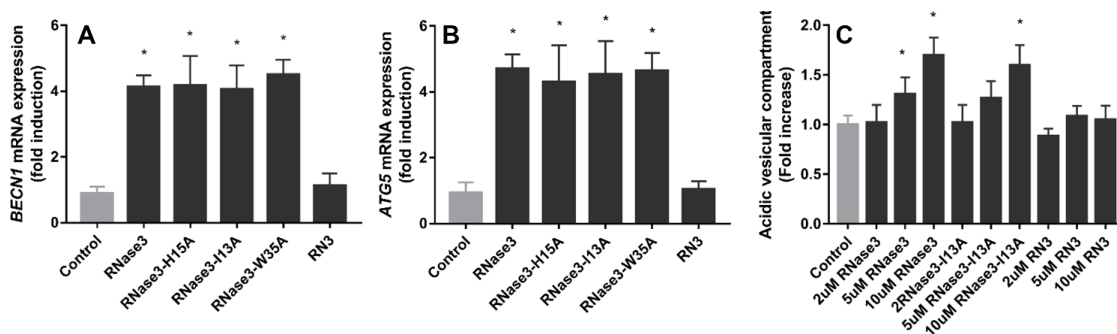 A
BECN1 mRNA expression
(fold induction)
6
4
2
0
*
*
*
*
Control
RNase3
RNase3-H15A
RNase3-I13A
RNase3-W35A
RN3
B
ATG5 mRNA expression
(fold induction)
6
4
2
0
*
*
*
*
Control
RNase3
RNase3-H15A
RNase3-I13A
RNase3-W35A
RN3
C
Acidic vesicular compartment
(Fold increase)
2.0
1.5
1.0
0.5
0.0
*
*
*
Control
2uM RNase3
5uM RNase3
10uM RNase3
2RNase3-I13A
5uM RNase3-I13A
10uM RNase3-I13A
2uM RN3
5uM RN3
10uM RN3